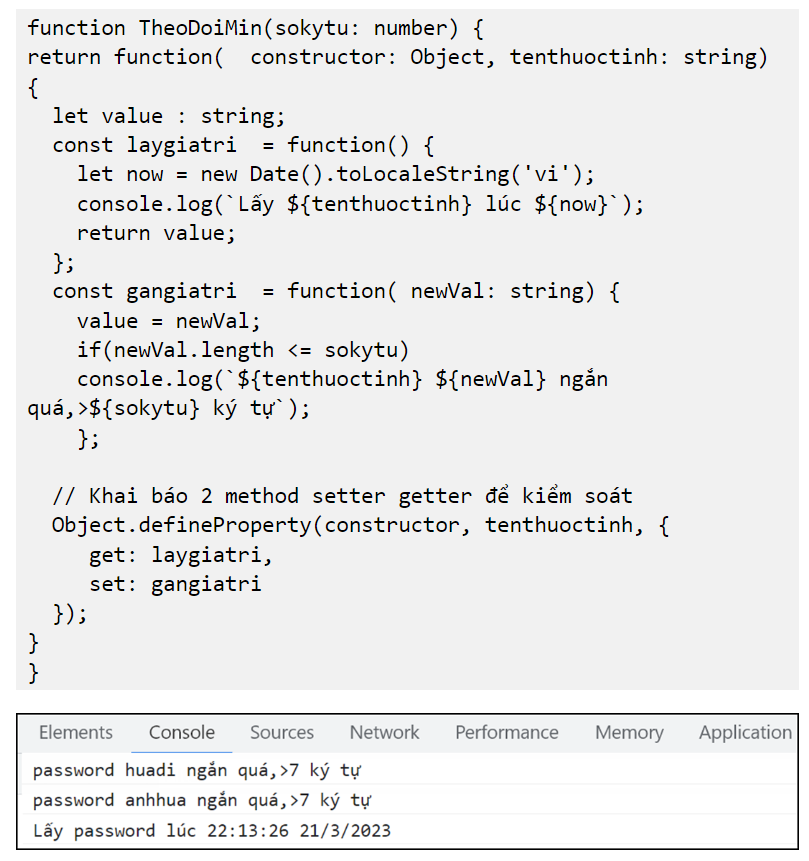 function TheoDoiMin(sokytu: number) {
return function(  constructor: Object, tenthuoctinh: string)
{
  let value : string;
  const laygiatri  = function() {
    let now = new Date().toLocaleString('vi');
    console.log(`Lấy ${tenthuoctinh} lúc ${now}`);
    return value;
  };
  const gangiatri  = function( newVal: string) {
    value = newVal;
    if(newVal.length <= sokytu)
    console.log(`${tenthuoctinh} ${newVal} ngắn
quá,>${sokytu} ký tự`);
    };
  // Khai báo 2 method setter getter để kiểm soát
  Object.defineProperty(constructor, tenthuoctinh, {
     get: laygiatri,
     set: gangiatri
  });
}
}
Elements Console Sources Network Performance Memory Application
password huadi ngắn quá,>7 ký tự
password anhhua ngắn quá,>7 ký tự
Lấy password lúc 22:13:26 21/3/2023